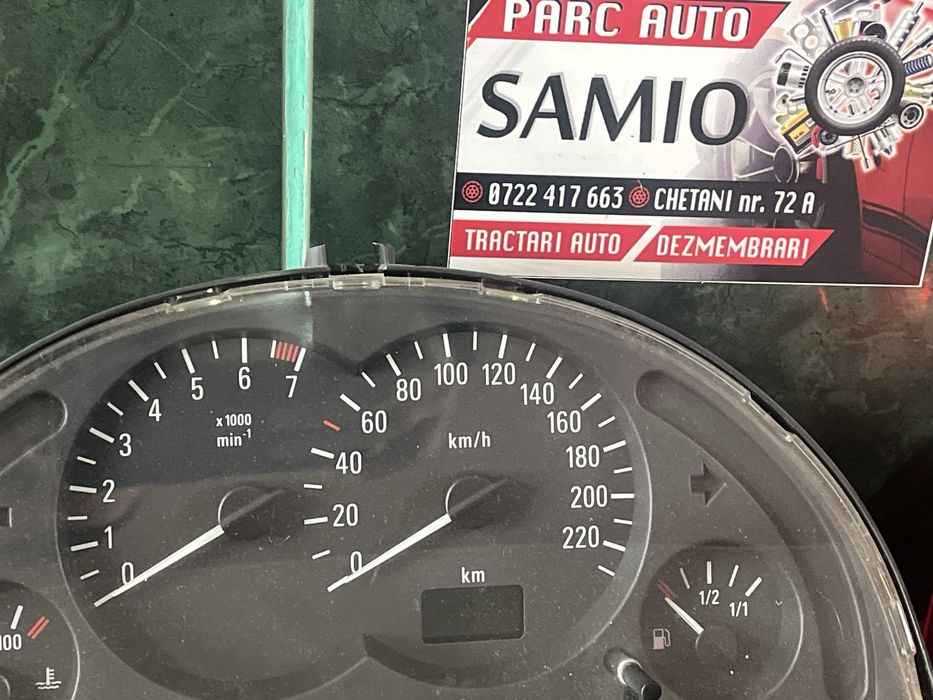 PARC AUTO
SAMIO
0722 417 663 CHETANI nr. 72 A
TRACTARI AUTO / DEZMEMBRARI
0 1 2 3 4 5 6 7
x1000
min-1
0 20 40 60 80 100 120 140 160 180 200 220
km/h
km
1/2 1/1
100